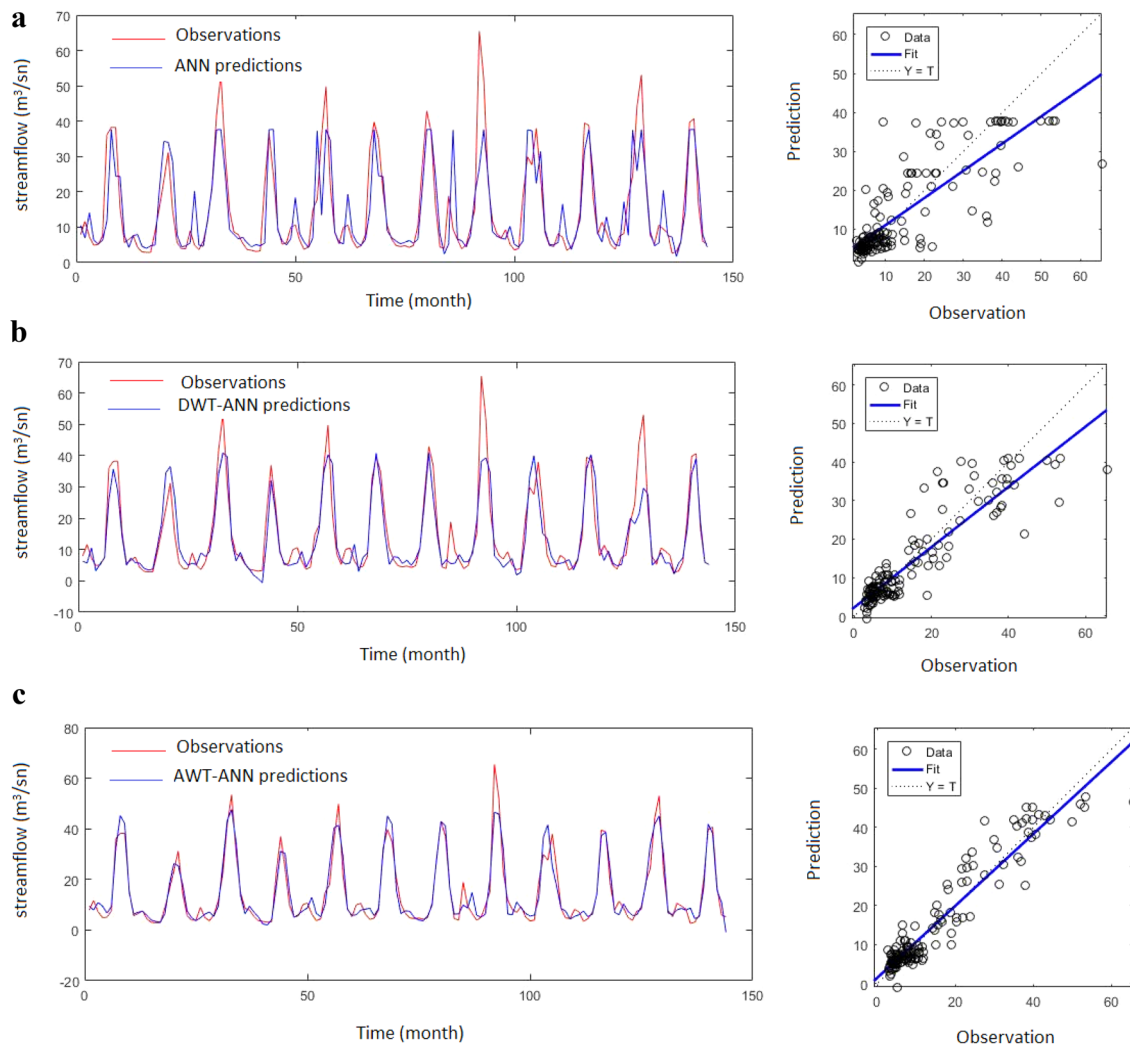 a
70
60
50
40
30
20
10
0
streamflow (m³/sn)
Observations
ANN predictions
0
50
100
150
Time (month)
60
50
40
30
20
10
Prediction
Data
Fit
Y = T
10
20
30
40
50
60
Observation
b
70
60
50
40
30
20
10
0
-10
streamflow (m³/sn)
Observations
DWT-ANN predictions
0
50
100
150
Time (month)
60
50
40
30
20
10
0
Prediction
Data
Fit
Y = T
0
20
40
60
Observation
c
80
60
40
20
0
-20
streamflow (m³/sn)
Observations
AWT-ANN predictions
0
50
100
150
Time (month)
60
50
40
30
20
10
0
Prediction
Data
Fit
Y = T
0
20
40
60
Observation